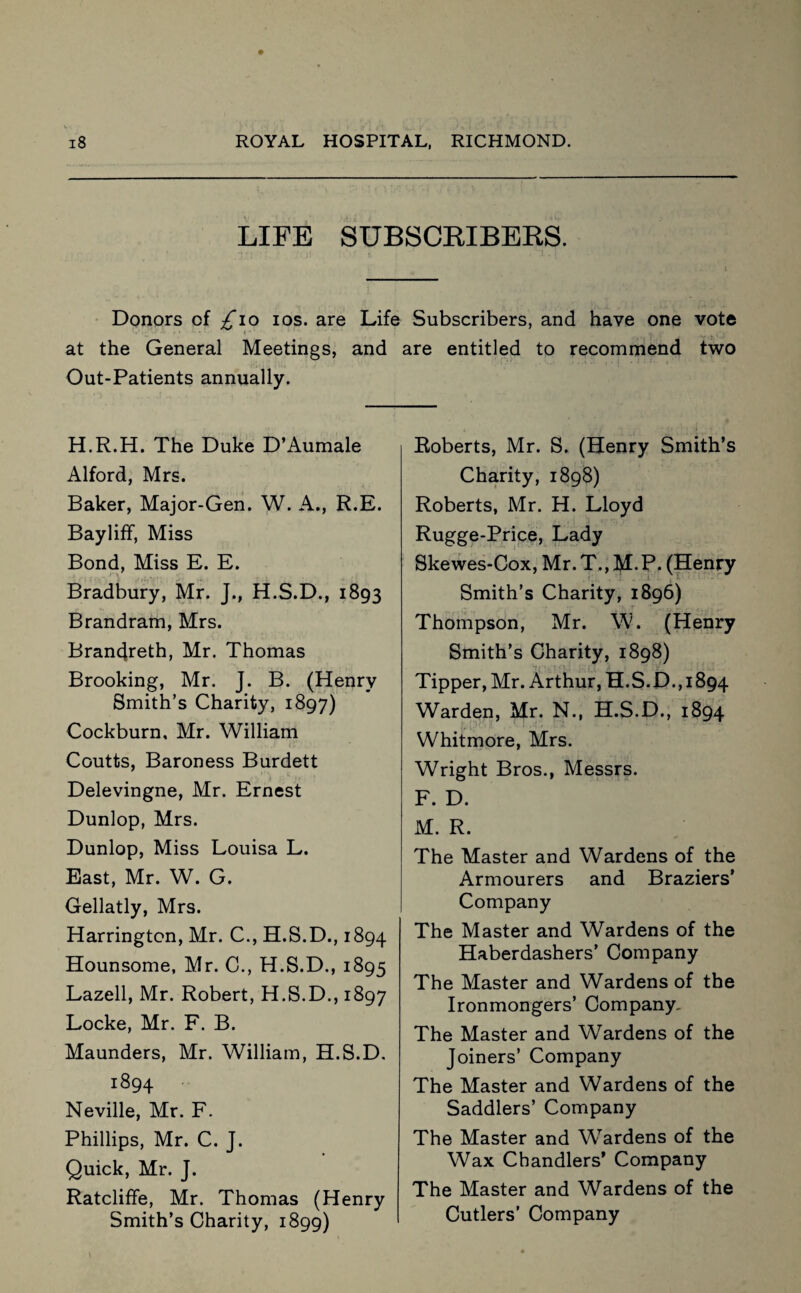 18 ROYAL HOSPITAL, RICHMOND.
LIFE SUBSCRIBERS.
Donors of £10 10s. are Life Subscribers, and have one vote
at the General Meetings, and are entitled to recommend two
Out-Patients annually.
H.R.H. The Duke D'Aumale
Alford, Mrs.
Baker, Major-Gen. W. A., R.E.
Bayliff, Miss
Bond, Miss E. E.
Bradbury, Mr. J., H.S.D., 1893
Brandram, Mrs.
Brandreth, Mr. Thomas
Brooking, Mr. J. B. (Henry
Smith's Charity, 1897)
Cockburn, Mr. William
Coutts, Baroness Burdett
Delevingne, Mr. Ernest
Dunlop, Mrs.
Dunlop, Miss Louisa L.
East, Mr. W. G.
Gellatly, Mrs.
Harrington, Mr. C., H.S.D., 1894
Hounsome, Mr. C., H.S.D., 1895
Lazell, Mr. Robert, H.S.D., 1897
Locke, Mr. F. B.
Maunders, Mr. William, H.S.D.
1894
Neville, Mr. F.
Phillips, Mr. C. J.
Quick, Mr. J.
Ratcliffe, Mr. Thomas (Henry
Smith's Charity, 1899)
Roberts, Mr. S. (Henry Smith's
Charity, 1898)
Roberts, Mr. H. Lloyd
Rugge-Price, Lady
Skewes-Cox, Mr. T., M.P. (Henry
Smith's Charity, 1896)
Thompson, Mr. W. (Henry
Smith's Charity, 1898)
Tipper, Mr. Arthur, H.S.D., 1894
Warden, Mr. N., H.S.D., 1894
Whitmore, Mrs.
Wright Bros., Messrs.
F. D.
M. R.
The Master and Wardens of the
Armourers and Braziers'
Company
The Master and Wardens of the
Haberdashers' Company
The Master and Wardens of the
Ironmongers' Company.
The Master and Wardens of the
Joiners' Company
The Master and Wardens of the
Saddlers' Company
The Master and Wardens of the
Wax Chandlers' Company
The Master and Wardens of the
Cutlers' Company